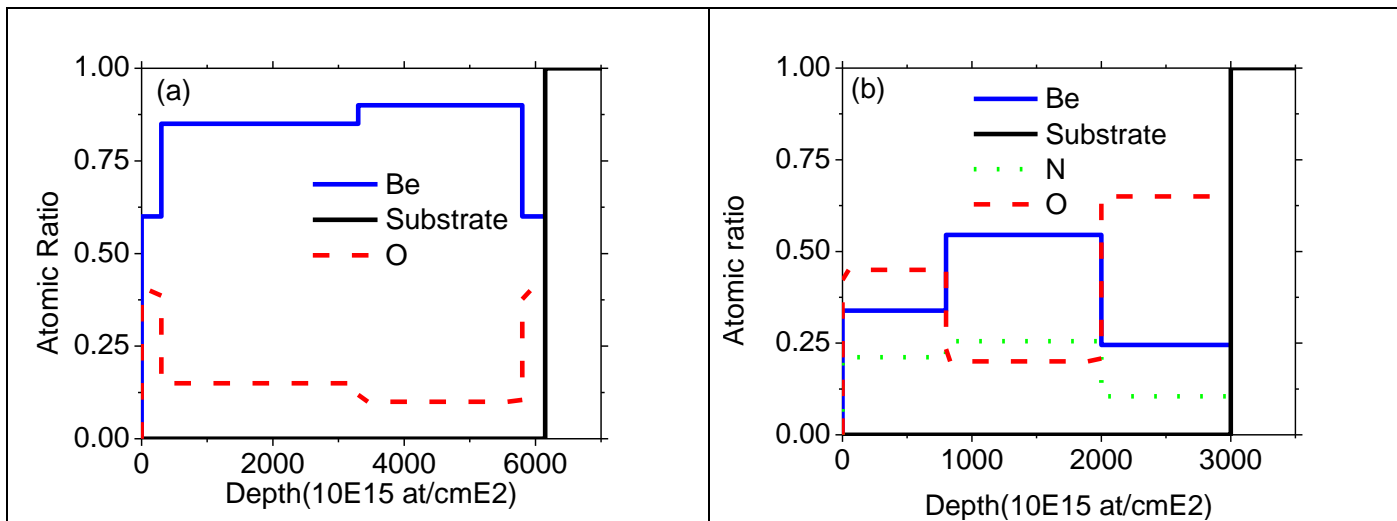 (a)
1.00
0.75
0.50
0.25
0.00
Atomic Ratio
Be
Substrate
O
0 2000 4000 6000
Depth(10E15 at/cmE2)
(b)
1.00
0.75
0.50
0.25
0.00
Atomic ratio
Be
Substrate
N
O
0 1000 2000 3000
Depth(10E15 at/cmE2)